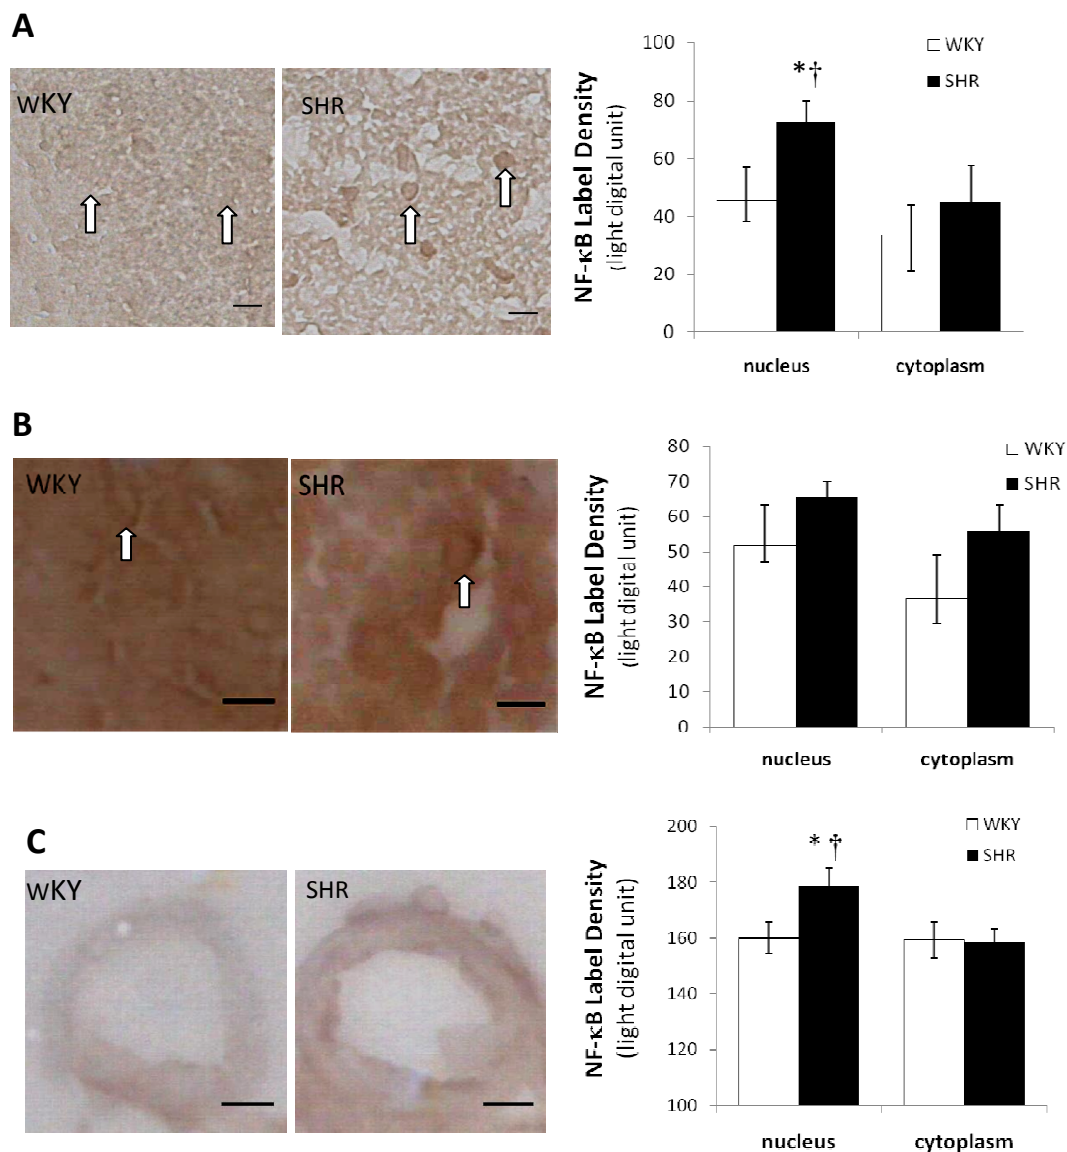 A
WKY
SHR
NF-κB Label Density
(light digital unit)
100
80
60
40
20
0
*†
WKY
SHR
nucleus cytoplasm
B
WKY
SHR
NF-κB Label Density
(light digital unit)
80
70
60
50
40
30
20
10
0
WKY
SHR
nucleus cytoplasm
C
WKY
SHR
NF-κB Label Density
(light digital unit)
200
180
160
140
120
100
* †
WKY
SHR
nucleus cytoplasm